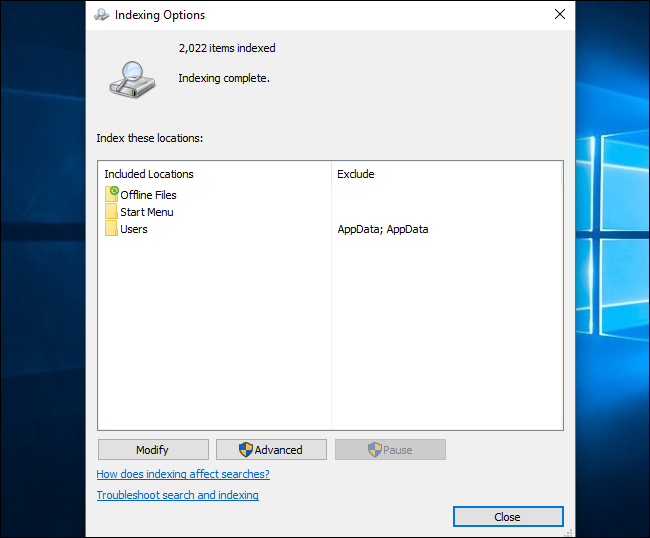 Indexing Options
2,022 items indexed
Indexing complete.
Index these locations:
Included Locations Exclude
Offline Files
Start Menu
Users AppData; AppData
Modify Advanced Pause
How does indexing affect searches?
Troubleshoot search and indexing
Close